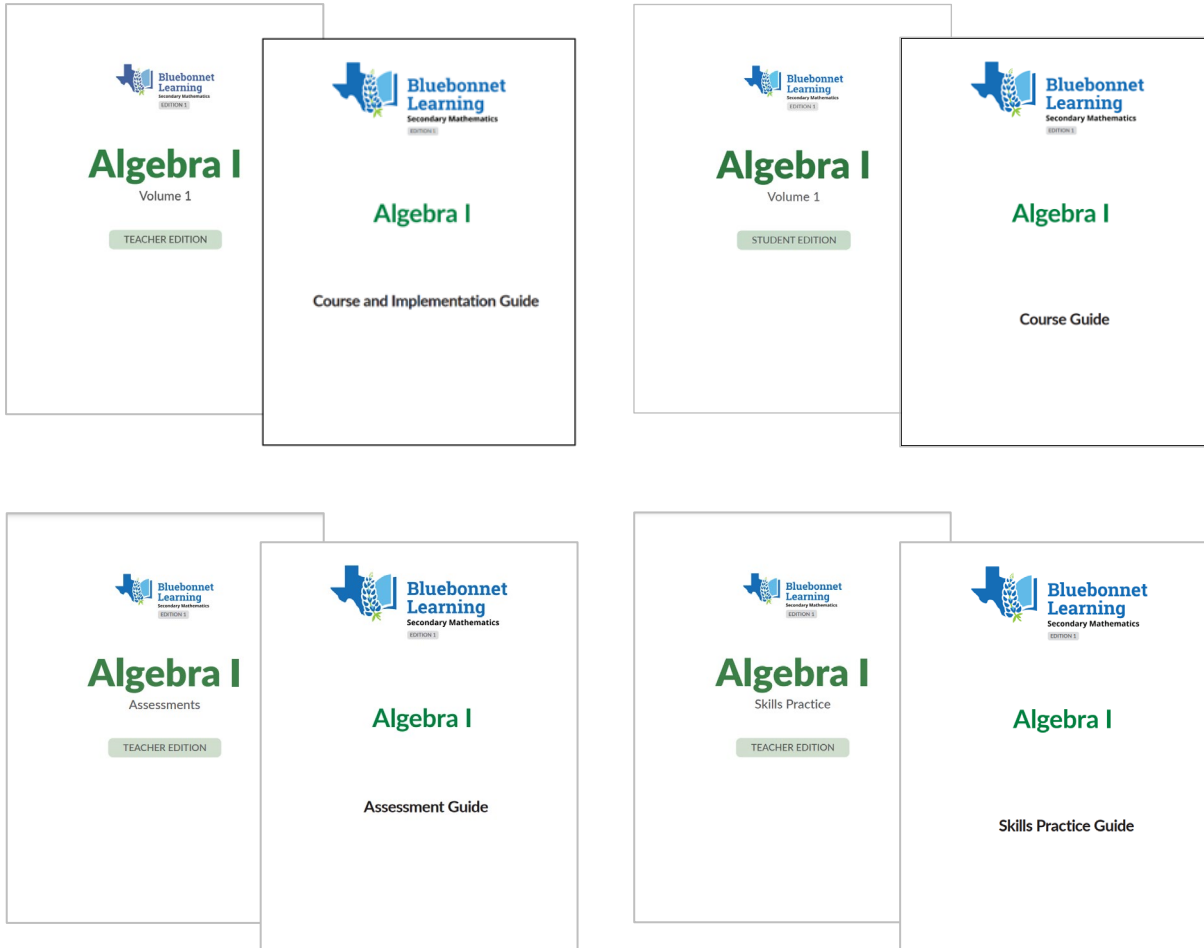 Bluebonnet
Learning
Secondary Mathematics
EDITION 1
Algebra I
Volume 1
TEACHER EDITION
Bluebonnet
Learning
Secondary Mathematics
EDITION 1
Algebra I
Course and Implementation Guide
Bluebonnet
Learning
Secondary Mathematics
EDITION 1
Algebra I
Volume 1
STUDENT EDITION
Bluebonnet
Learning
Secondary Mathematics
EDITION 1
Algebra I
Course Guide
Bluebonnet
Learning
Secondary Mathematics
EDITION 1
Algebra I
Assessments
TEACHER EDITION
Bluebonnet
Learning
Secondary Mathematics
EDITION 1
Algebra I
Assessment Guide
Bluebonnet
Learning
Secondary Mathematics
EDITION 1
Algebra I
Skills Practice
TEACHER EDITION
Bluebonnet
Learning
Secondary Mathematics
EDITION 1
Algebra I
Skills Practice Guide